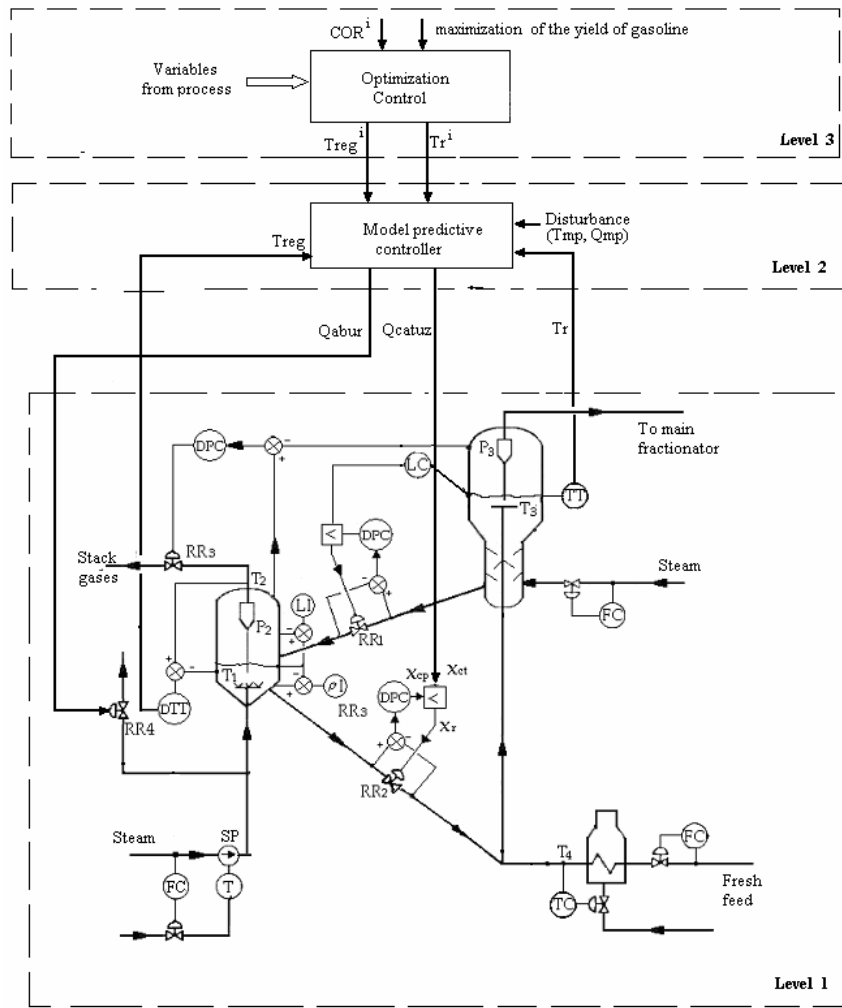 COR i
maximization of the yield of gasoline
Variables
from process
Optimization
Control
Treg i
Tr i
Level 3
Treg
Model predictive
controller
Disturbance
(Tmp, Qmp)
Level 2
Qabur
Qcatuz
Tr
To main
fractionator
DPC
-
+
P3
LC
TT
T3
<
DPC
Stack
gases
RR3
T2
-
+
Steam
FC
LI
P2
RR1
-
+
T1
+
-
Xcp
Xct
DTT
+
-
ρI
RR3
DPC
<
RR4
Xr
+
-
RR2
Steam
SP
T4
FC
FC
T
TC
Fresh
feed
Level 1